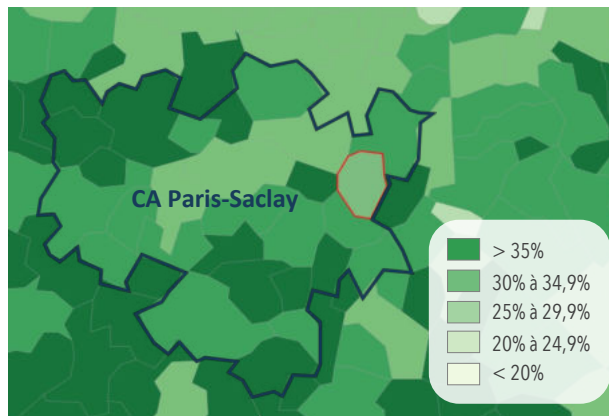 CA Paris-Saclay
> 35%
30% à 34,9%
25% à 29,9%
20% à 24,9%
< 20%